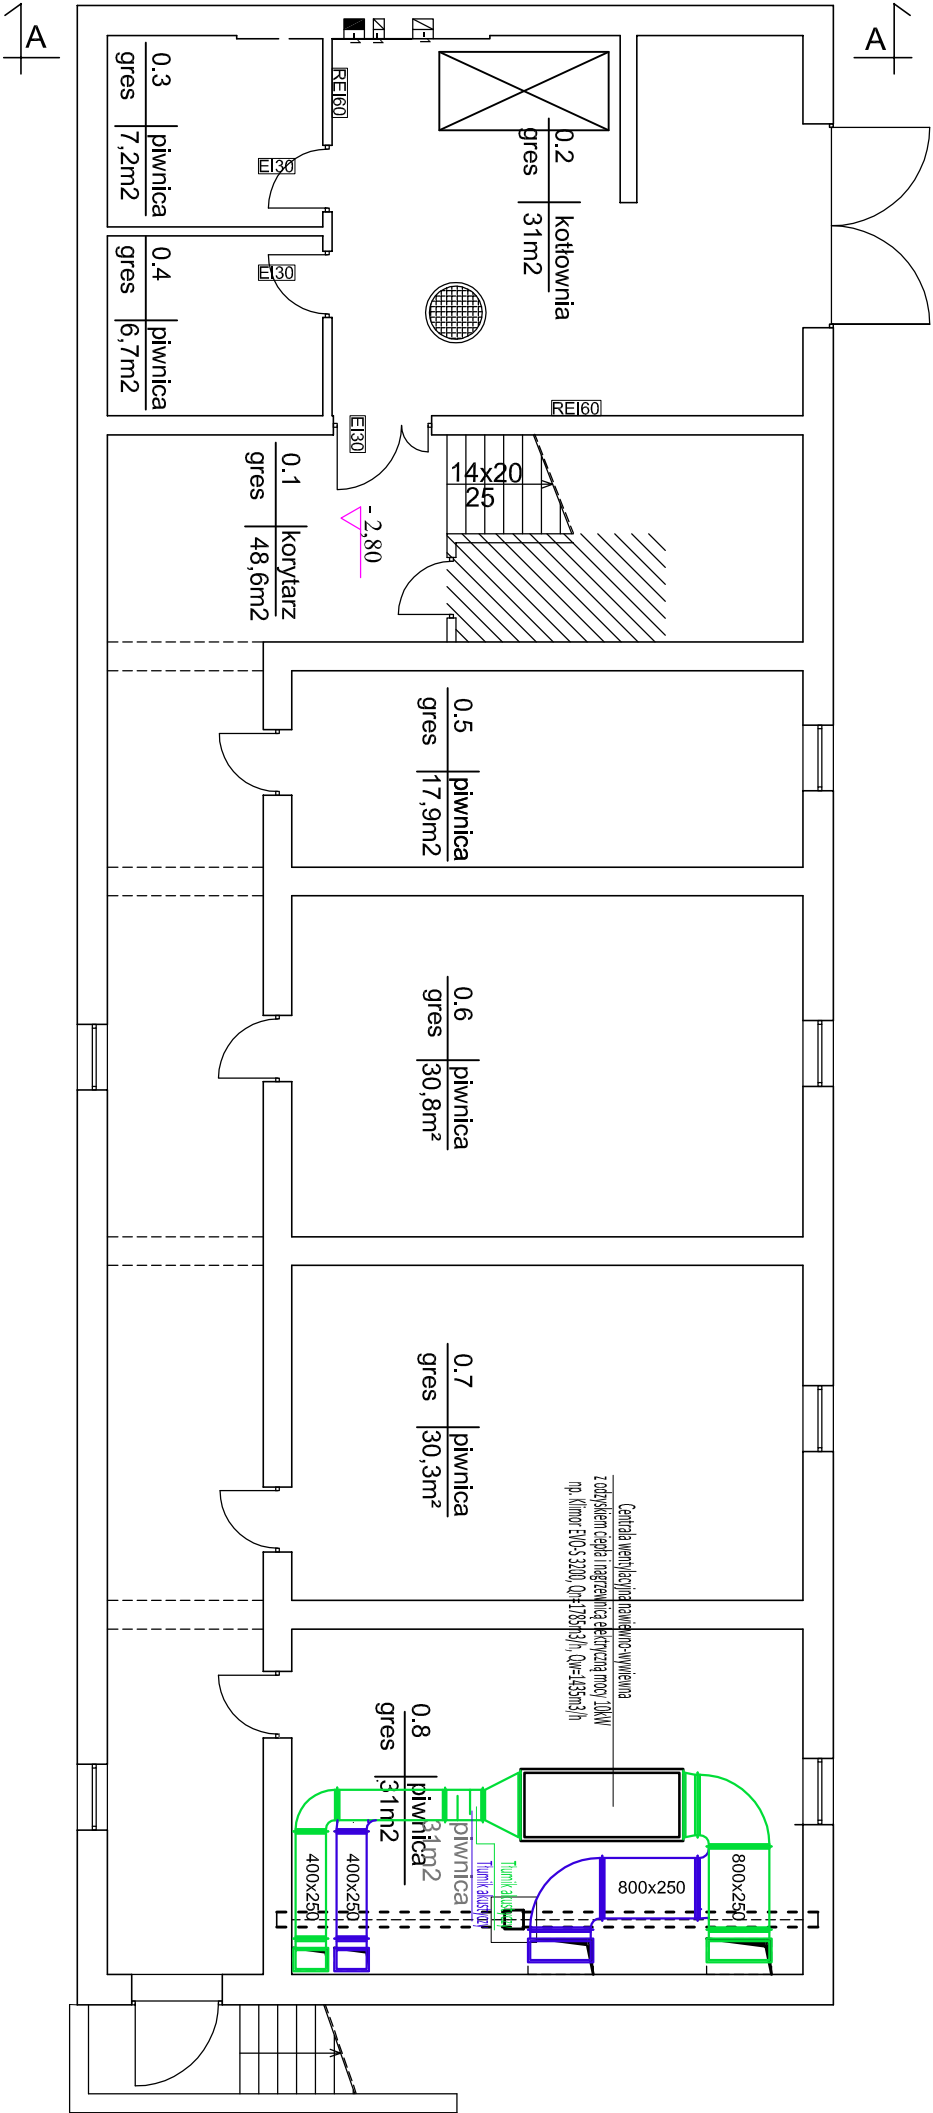 A
A
0.3
gres
piwnica
7,2m2
REI60
EI30
0.2
gres
kotłownia
31m2
0.4
gres
piwnica
6,7m2
EI30
REI60
EI30
0.1
gres
korytarz
48,6m2
- 2,80
14x20
25
0.5
gres
piwnica
17,9m2
0.6
gres
piwnica
30,8m²
0.7
gres
piwnica
30,3m²
Centrala wentylacyjna nawiewno-wywiewna
z odzyskiem ciepła i nagrzewnicą elektryczną mocy 10kW
np. Klimor EVO-S 3200, Qn=1785m3/h, Qw=1435m3/h
0.8
gres
piwnica
31m2
piwnica
31m2
Tłumik akustyczny
Tłumik akustyczny
400x250
400x250
800x250
800x250